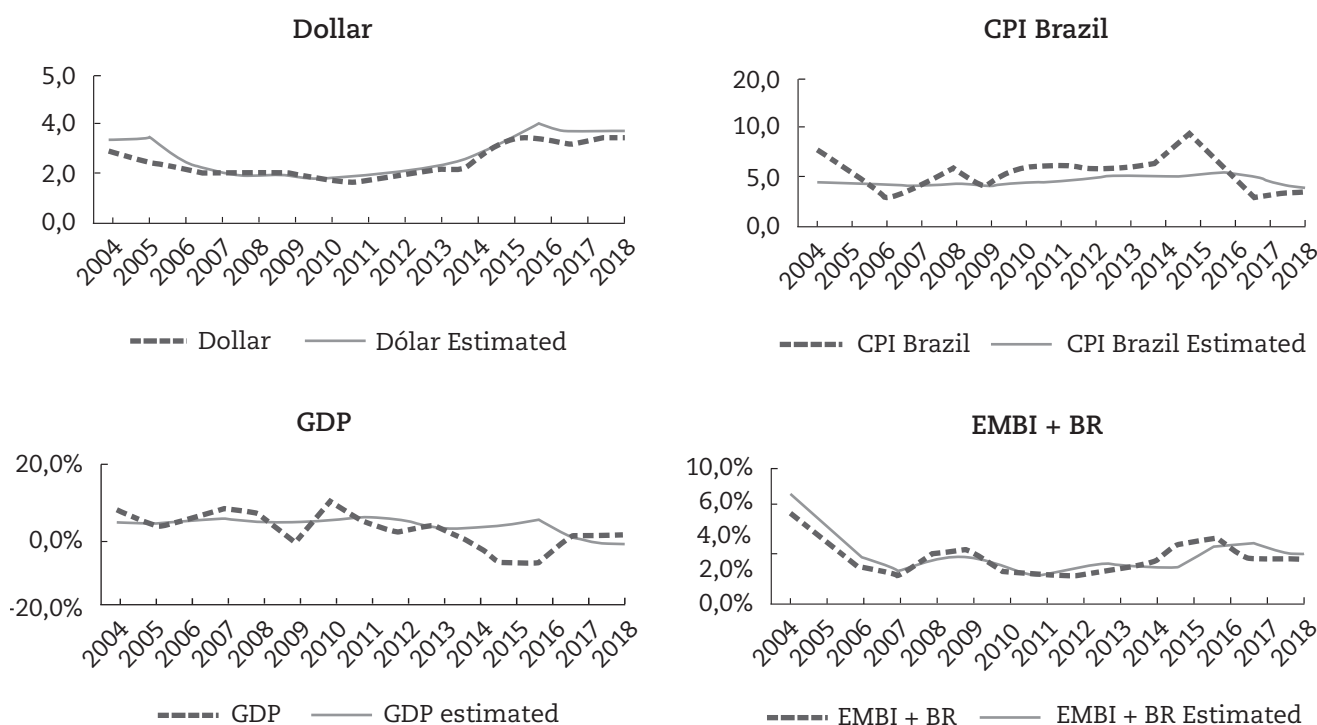 Dollar
5,0
4,0
2,0
0,0
2004 2005 2006 2007 2008 2009 2010 2011 2012 2013 2014 2015 2016 2017 2018
Dollar Dólar Estimated
CPI Brazil
20,0
10,0
5,0
0,0
2004 2005 2006 2007 2008 2009 2010 2011 2012 2013 2014 2015 2016 2017 2018
CPI Brazil CPI Brazil Estimated
GDP
20,0%
0,0%
-20,0%
2004 2005 2006 2007 2008 2009 2010 2011 2012 2013 2014 2015 2016 2017 2018
GDP GDP estimated
EMBI + BR
10,0%
6,0%
4,0%
2,0%
0,0%
2004 2005 2006 2007 2008 2009 2010 2011 2012 2013 2014 2015 2016 2017 2018
EMBI + BR EMBI + BR Estimated